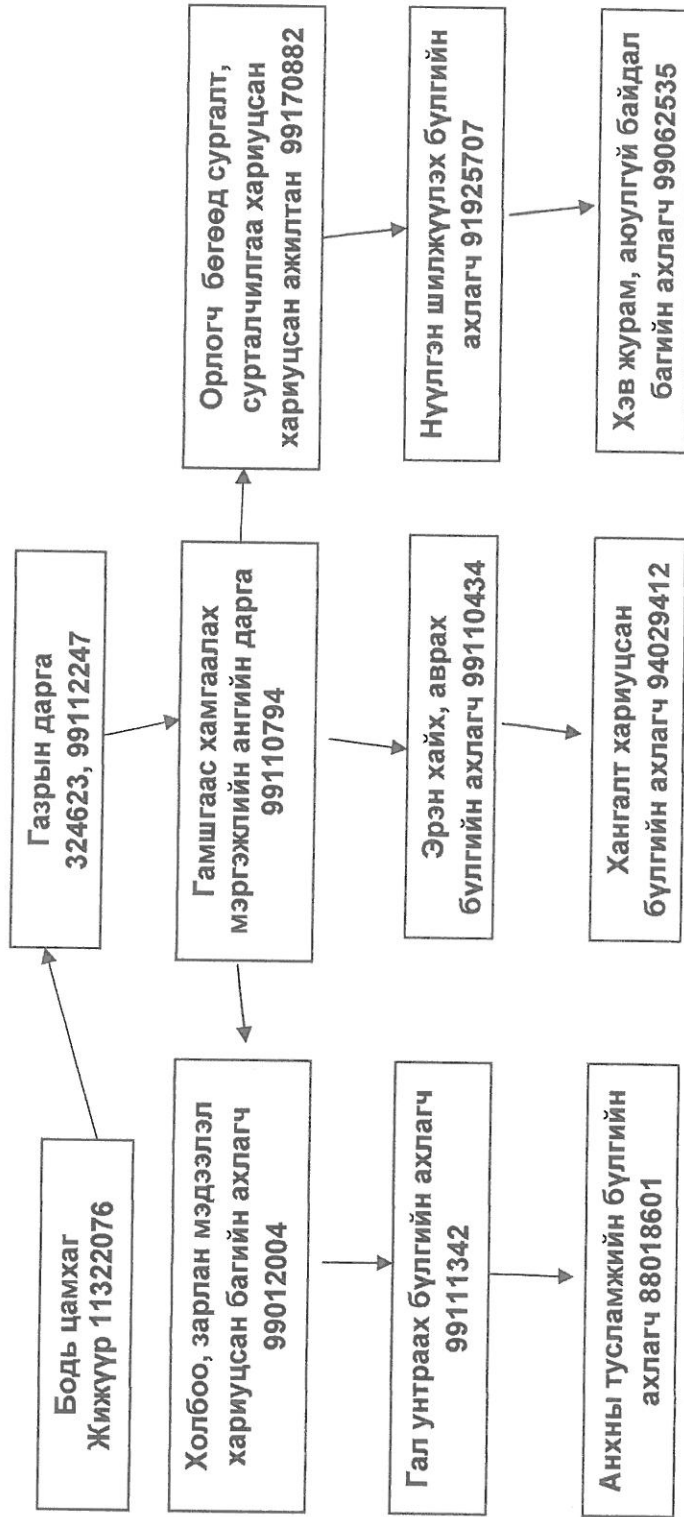 Бодь цамхаг
Жижүүр 11322076
Газрын дарга
324623, 99112247
Холбоо, зарлан мэдээлэл
хариуцсан багийн ахлагч
99012004
Гамшгаас хамгаалах
мэргэжлийн ангийн дарга
99110794
Орлогч бөгөөд сургалт,
сурталчилгаа хариуцсан
хариуцсан ажилтан 99170882
Гал унтраах бүлгийн ахлагч
99111342
Эрэн хайх, аврах
бүлгийн ахлагч 99110434
Нүүлгэн шилжүүлэх бүлгийн
ахлагч 91925707
Анхны тусламжийн бүлгийн
ахлагч 88018601
Хангалт хариуцсан
бүлгийн ахлагч 94029412
Хэв журам, аюулгүй байдал
багийн ахлагч 99062535